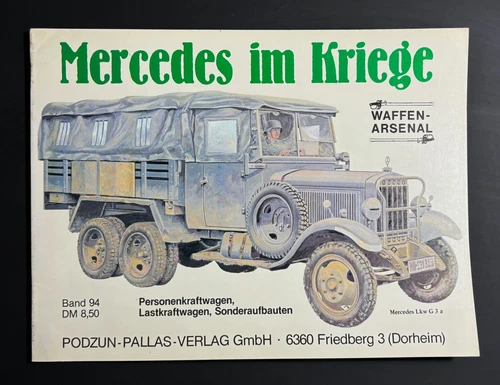 Mercedes im Kriege
WAFFEN-
ARSENAL
Mercedes Lkw G 3 a
Band 94
DM 8,50
Personenkraftwagen,
Lastkraftwagen, Sonderaufbauten
PODZUN-PALLAS-VERLAG GmbH · 6360 Friedberg 3 (Dorheim)